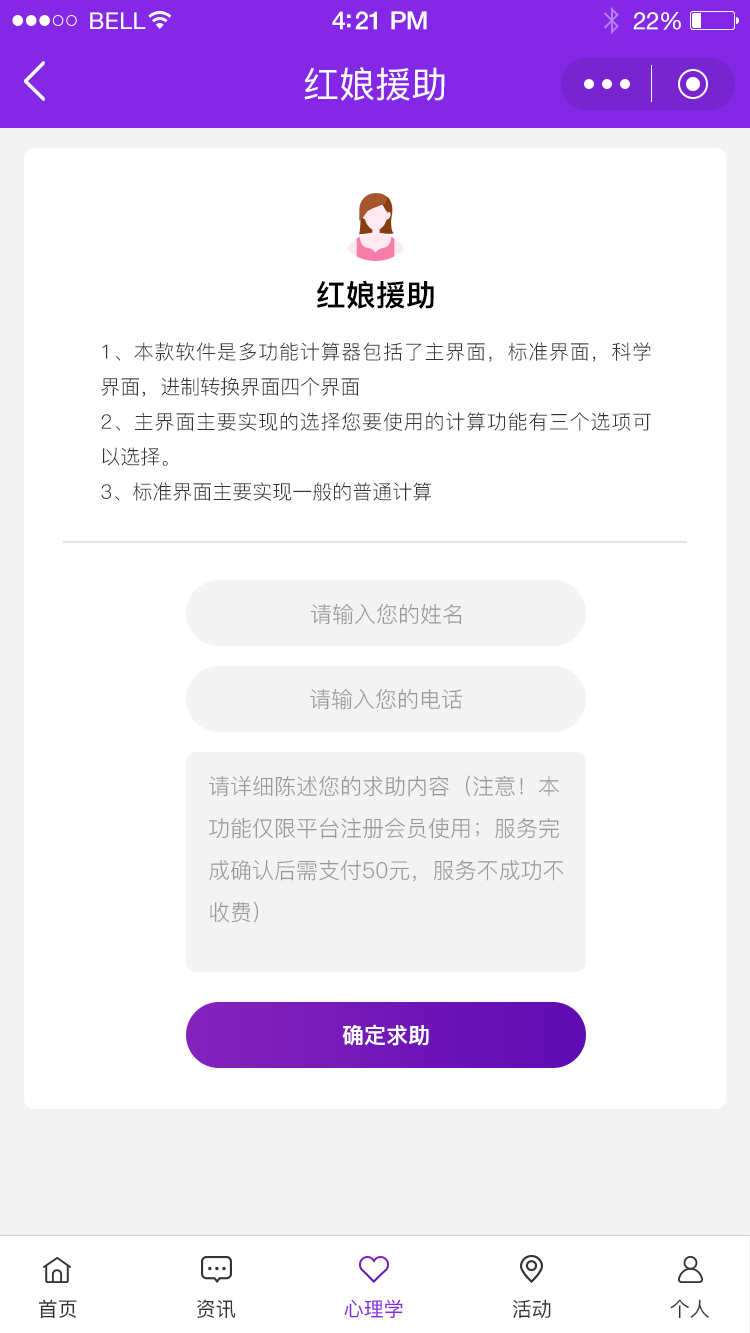 BELL 4:21 PM 22%
红娘援助
红娘援助
1、本款软件是多功能计算器包括了主界面，标准界面，科学
界面，进制转换界面四个界面
2、主界面主要实现的选择您要使用的计算功能有三个选项可
以选择。
3、标准界面主要实现一般的普通计算
请输入您的姓名
请输入您的电话
请详细陈述您的求助内容（注意！本
功能仅限平台注册会员使用；服务完
成确认后需支付50元，服务不成功不
收费）
确定求助
首页 资讯 心理学 活动 个人